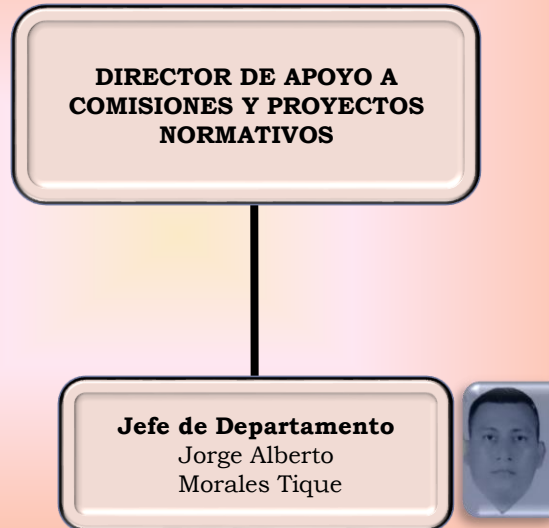 DIRECTOR DE APOYO A
COMISIONES Y PROYECTOS
NORMATIVOS
Jefe de Departamento
Jorge Alberto
Morales Tique